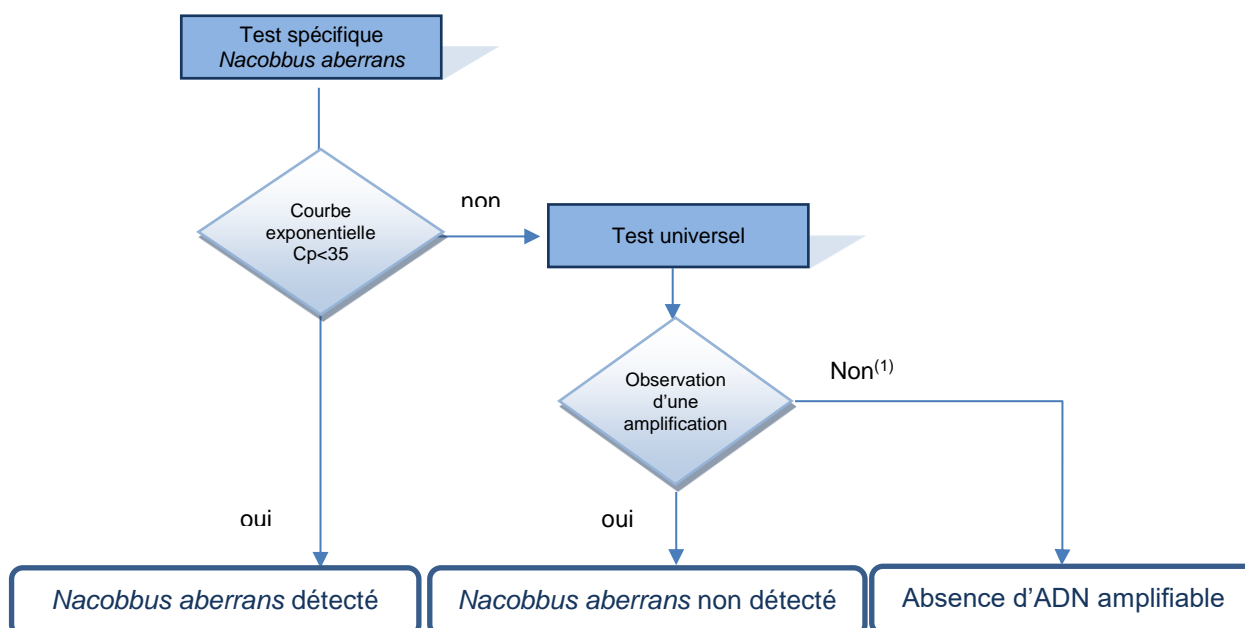 Test spécifique
Nacobbus aberrans
Courbe
exponentielle
Cp<35
non
Test universel
Observation
d'une
amplification
Non(1)
oui
oui
Nacobbus aberrans détecté
Nacobbus aberrans non détecté
Absence d'ADN amplifiable